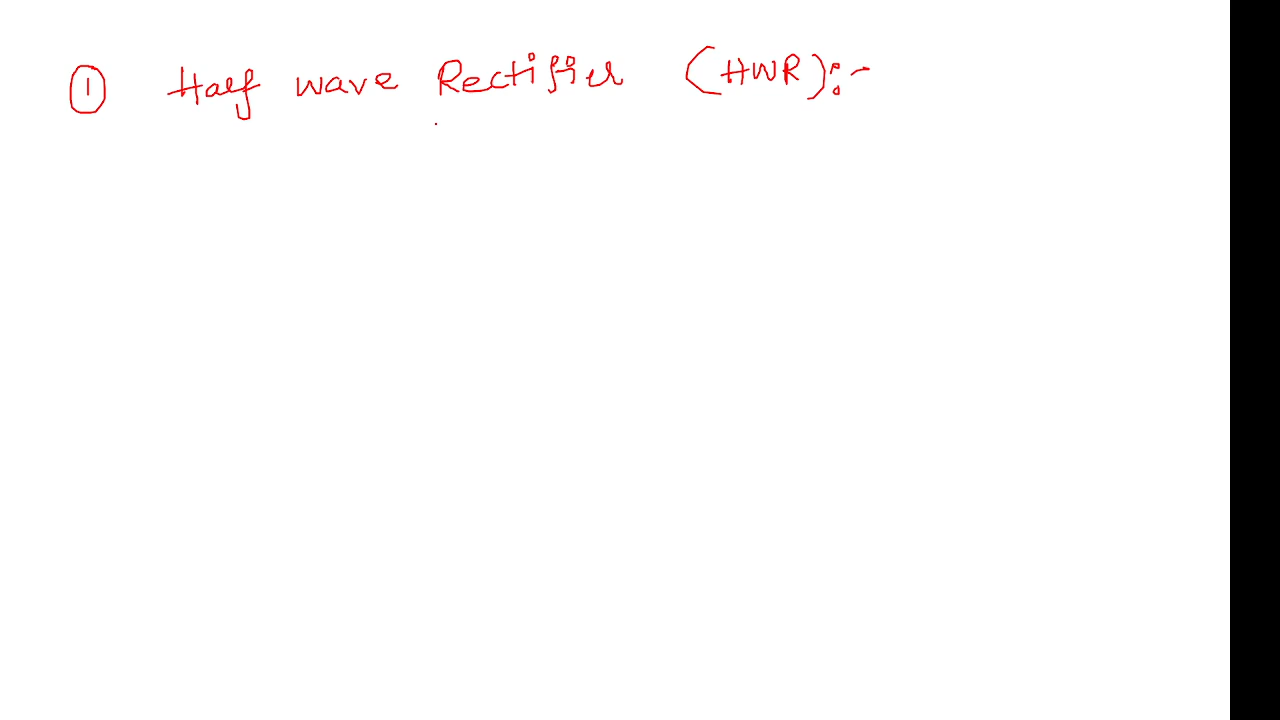 ① Half wave Rectifier (HWR):-